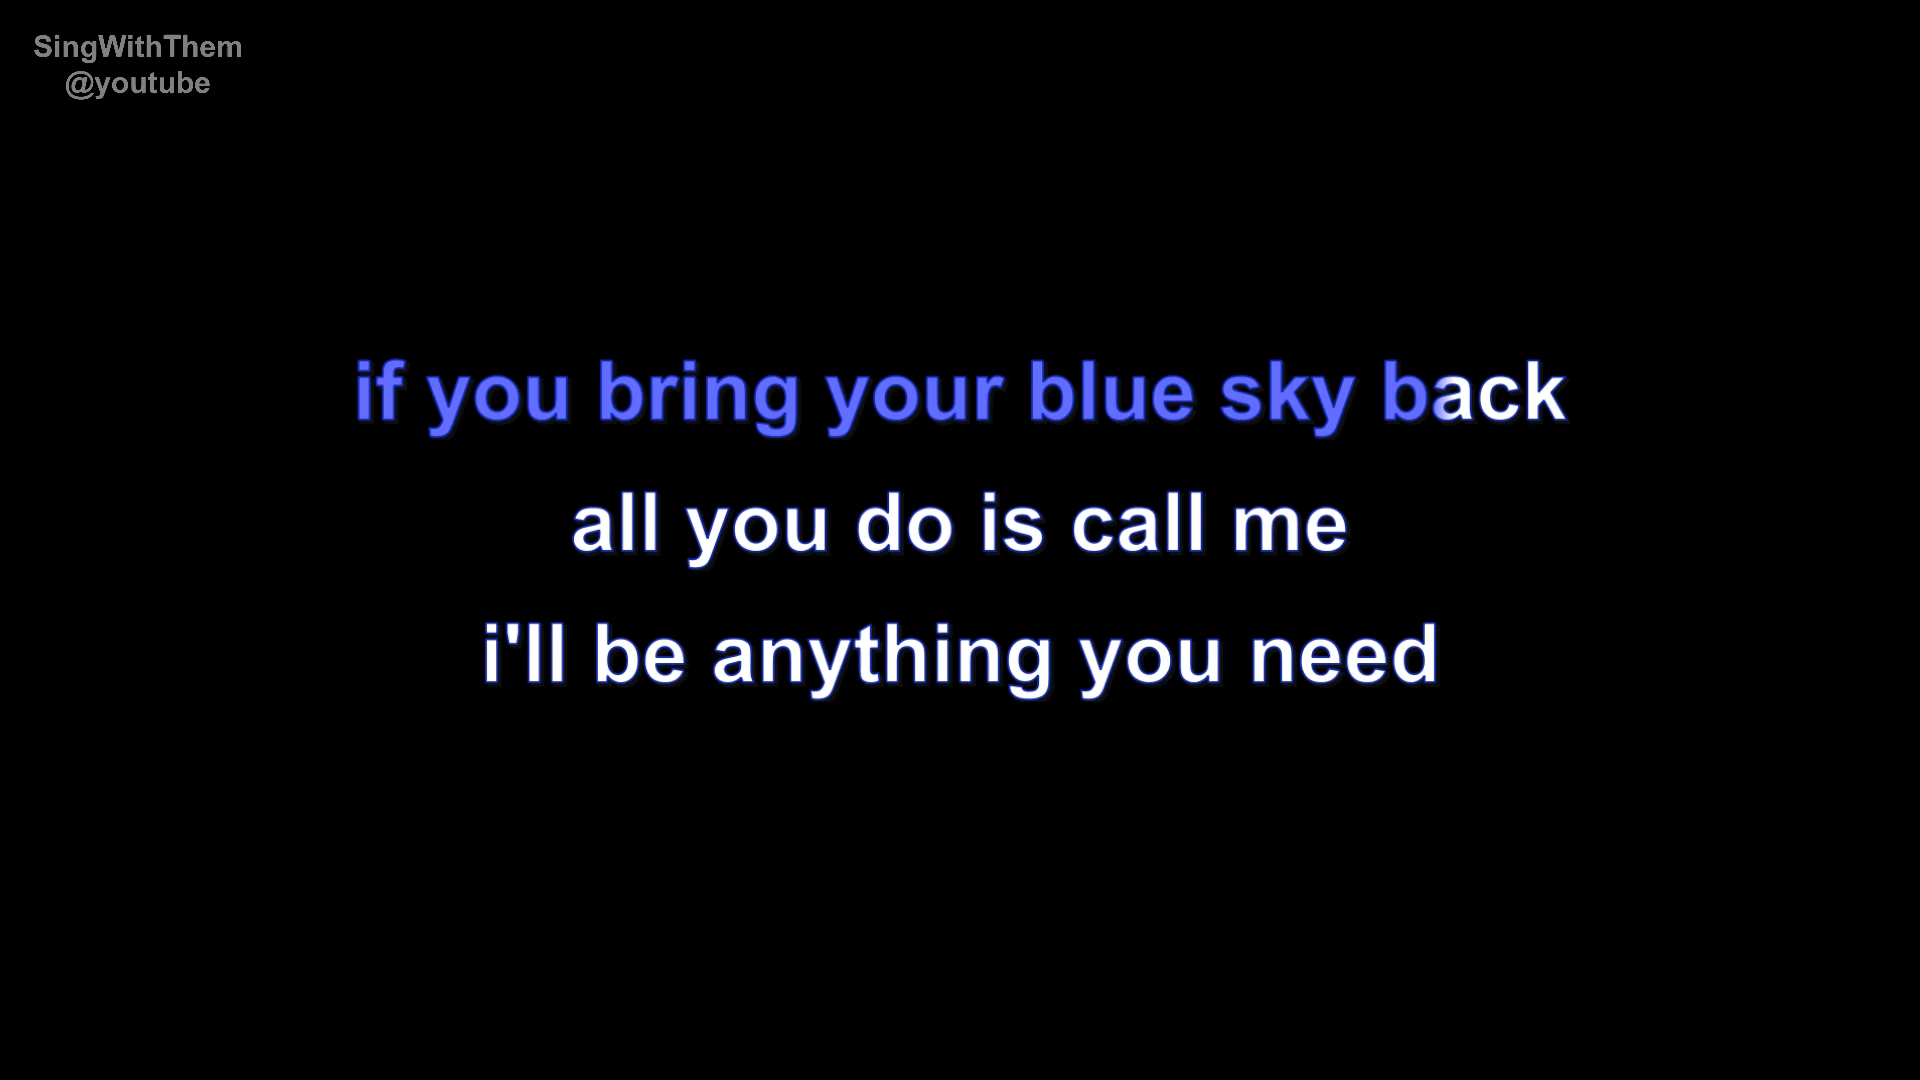 SingWithThem
@youtube
if you bring your blue sky back
all you do is call me
i'll be anything you need